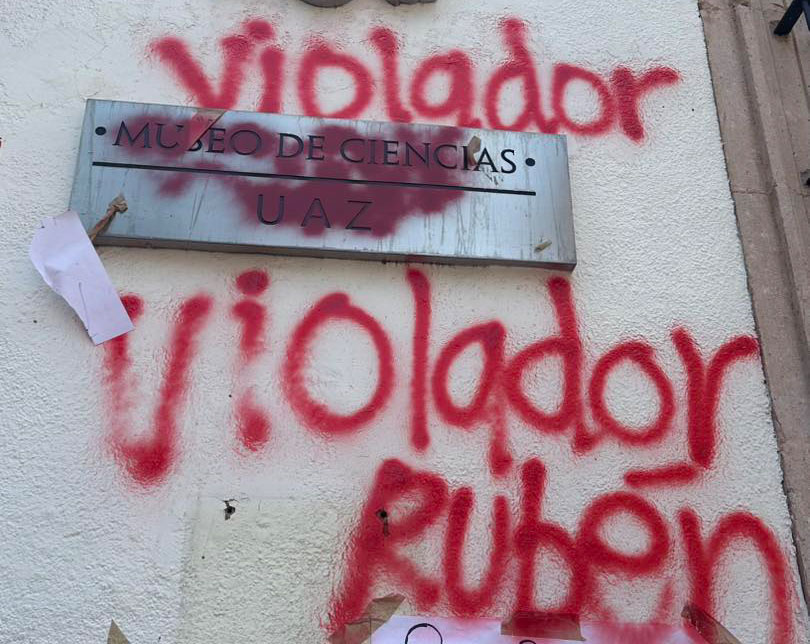 violador
• MUSEO DE CIENCIAS •
UAZ
violador
Rubén